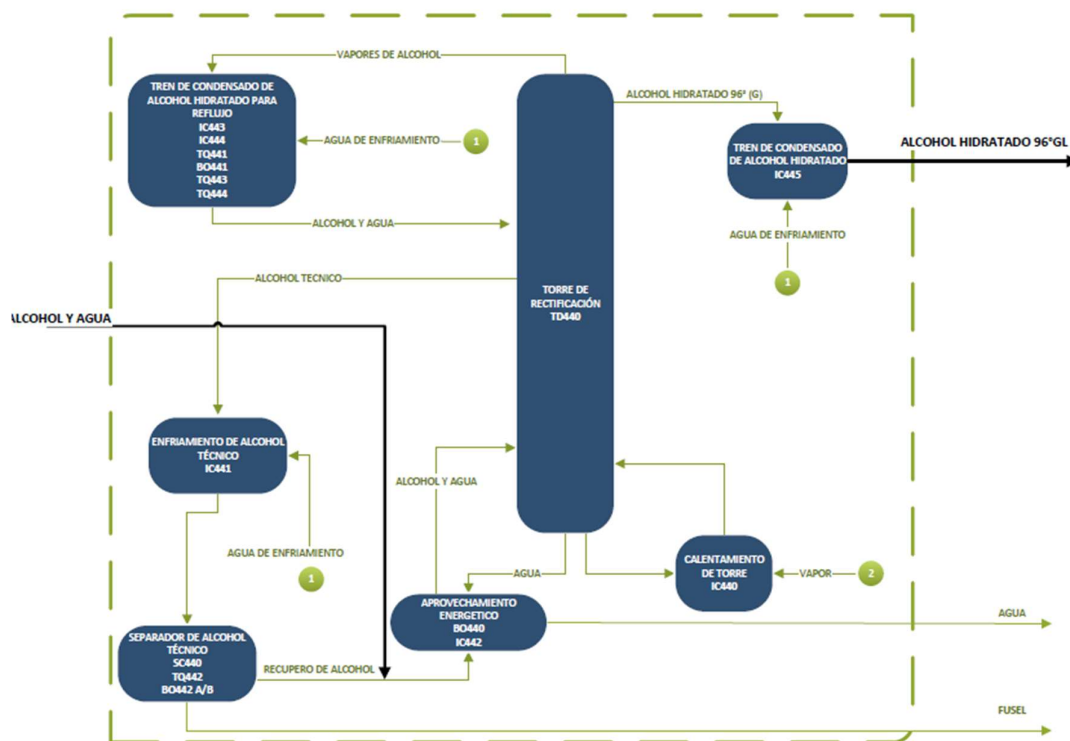 VAPORES DE ALCOHOL
TREN DE CONDENSADO DE
ALCOHOL HIDRATADO PARA
REFLUJO
IC443
IC444
TQ441
BO441
TQ443
TQ444
AGUA DE ENFRIAMIENTO
1
ALCOHOL HIDRATADO 96° (G)
TREN DE CONDENSADO
DE ALCOHOL HIDRATADO
IC445
ALCOHOL HIDRATADO 96°GL
ALCOHOL Y AGUA
AGUA DE ENFRIAMIENTO
1
ALCOHOL TECNICO
TORRE DE
RECTIFICACIÓN
TD440
ALCOHOL Y AGUA
ENFRIAMIENTO DE ALCOHOL
TÉCNICO
IC441
ALCOHOL Y AGUA
AGUA DE ENFRIAMIENTO
1
AGUA
CALENTAMIENTO
DE TORRE
IC440
VAPOR
2
APROVECHAMIENTO
ENERGETICO
BO440
IC442
AGUA
SEPARADOR DE ALCOHOL
TÉCNICO
SC440
TQ442
BO442 A/B
RECUPERO DE ALCOHOL
FUSEL